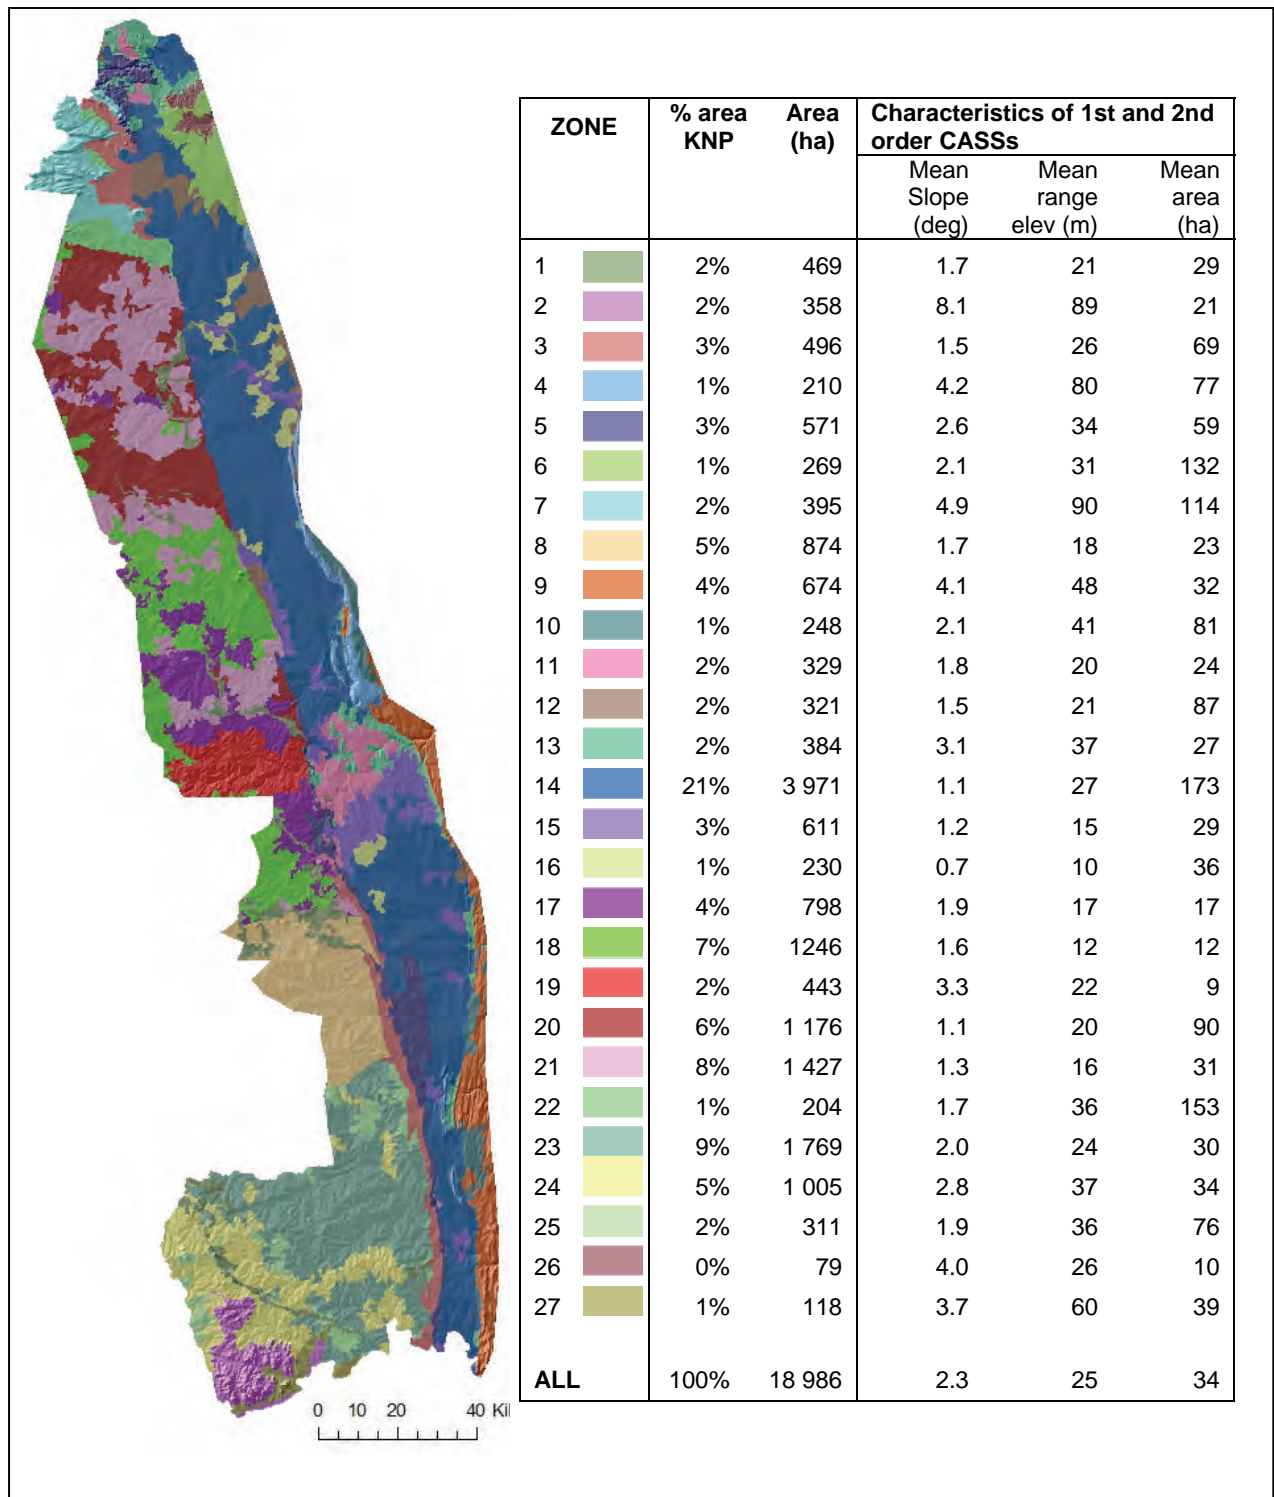 ZONE % area Area Characteristics of 1st and 2nd
KNP (ha) order CASSs
Mean Mean Mean
Slope range area
(deg) elev (m) (ha)
1 2% 469 1.7 21 29
2 2% 358 8.1 89 21
3 3% 496 1.5 26 69
4 1% 210 4.2 80 77
5 3% 571 2.6 34 59
6 1% 269 2.1 31 132
7 2% 395 4.9 90 114
8 5% 874 1.7 18 23
9 4% 674 4.1 48 32
10 1% 248 2.1 41 81
11 2% 329 1.8 20 24
12 2% 321 1.5 21 87
13 2% 384 3.1 37 27
14 21% 3 971 1.1 27 173
15 3% 611 1.2 15 29
16 1% 230 0.7 10 36
17 4% 798 1.9 17 17
18 7% 1246 1.6 12 12
19 2% 443 3.3 22 9
20 6% 1 176 1.1 20 90
21 8% 1 427 1.3 16 31
22 1% 204 1.7 36 153
23 9% 1 769 2.0 24 30
24 5% 1 005 2.8 37 34
25 2% 311 1.9 36 76
26 0% 79 4.0 26 10
27 1% 118 3.7 60 39
ALL 100% 18 986 2.3 25 34
0 10 20 40 Kil